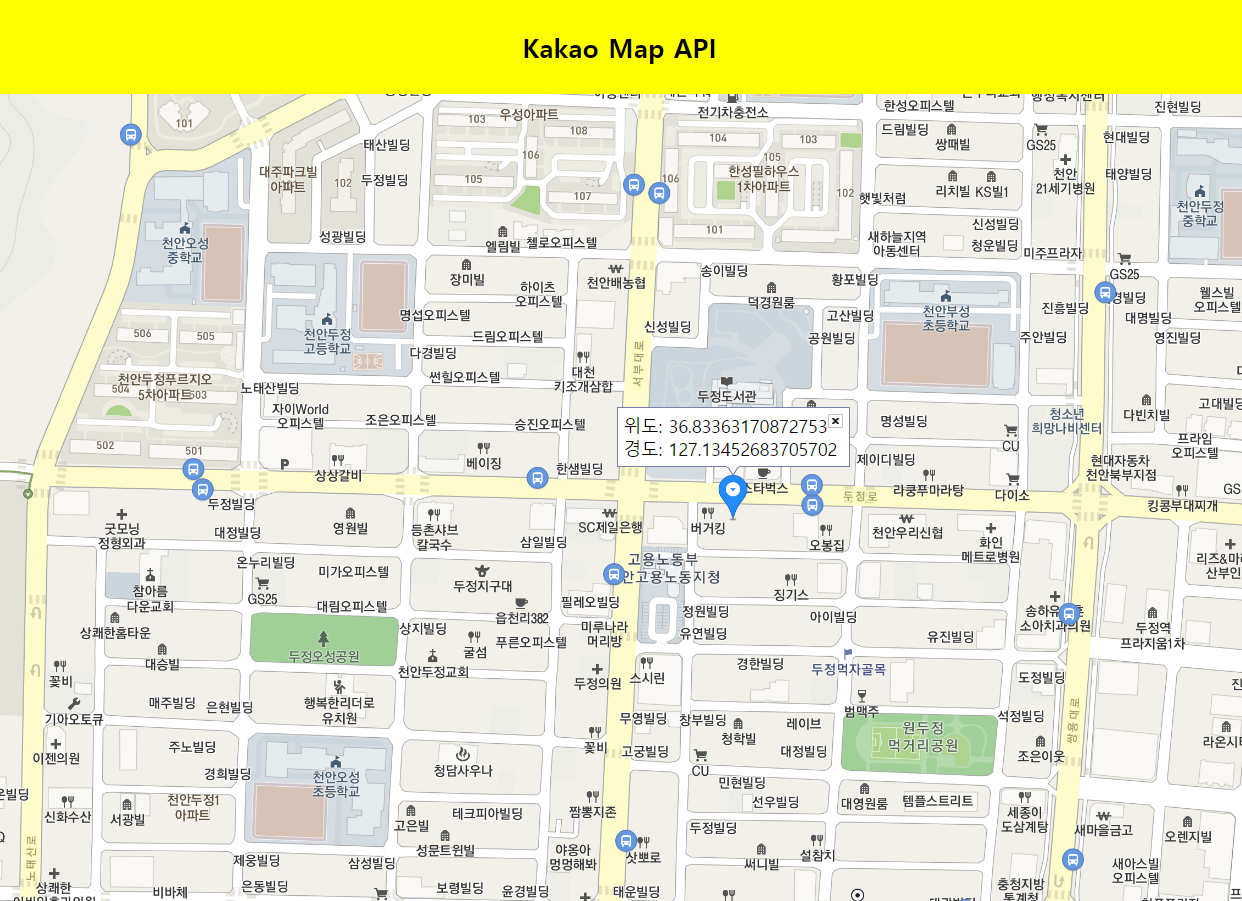 Kakao Map API
전기차충전소
한성오피스텔
진현빌딩
101
103
우성아파트
108
104
103
드림빌딩
쌍때빌
GS25
현대빌딩
태산빌딩
106
105
한성필하우스
1차아파트
천안
21세기병원
태양빌딩
대주파크빌
아파트
102
두정빌딩
105
107
106
102
햇빛처럼
리치빌
KS빌1
천안두정
중학교
성광빌딩
엘림빌
첼로오피스텔
101
새하늘지역
아동센터
신성빌딩
청운빌딩
미주프라자
천안오성
중학교
장미빌
하이츠
오피스텔
천안배농협
송이빌딩
덕경원룸
황포빌딩
GS25
웰스빌
오피스텔
명섭오피스텔
신성빌딩
고산빌딩
천안부성
초등학교
진흥빌딩
대명빌딩
506
505
천안두정
고등학교
드림오피스텔
공원빌딩
주안빌딩
영진빌딩
다경빌딩
서부대로
천안두정푸르지오
5차아파트
504
503
노태산빌딩
썬힐오피스텔
대천
키조개삼합
두정도서관
자이World
오피스텔
조은오피스텔
승진오피스텔
명성빌딩
청소년
희망나비센터
다빈치빌
고대빌딩
위도: 36.83363170872753
경도: 127.13452683705702
502
501
P
상상갈비
베이징
한샘빌딩
제이디빌딩
CU
현대자동차
천안북부지점
프라임
오피스텔
스타벅스
두정로
라쿵푸마라탕
다이소
킹콩부대찌개
두정빌딩
굿모닝
정형외과
대정빌딩
영원빌
등촌샤브
칼국수
삼일빌딩
SC제일은행
버거킹
오봉집
천안우리신협
화인
메트로병원
온누리빌딩
미가오피스텔
고용노동부
안고용노동지청
참아름
다운교회
GS25
대림오피스텔
두정지구대
읍천리382
필레오빌딩
징기스
정원빌딩
아이빌딩
두정역
프라지움1차
상쾌한홈타운
상지빌딩
굴섬
푸른오피스텔
미루나라
머리방
유연빌딩
유진빌딩
대승빌
두정오성공원
천안두정교회
경한빌딩
두정먹자골목
꽃비
두정의원
스시린
도정빌딩
매주빌딩
은현빌딩
행복한리더로
유치원
범맥주
기아오토큐
무영빌딩
창부빌딩
청학빌
레이브
원두정
먹거리공원
석정빌딩
쌍용대로
이젠의원
주노빌딩
꽃비
고궁빌딩
대정빌딩
조은이웃
라온시티
경희빌딩
천안오성
초등학교
청담사우나
CU
민현빌딩
신화수산
서광빌
천안두정1
아파트
고은빌
테크피아빌딩
짬뽕지존
선우빌딩
대영원룸
템플스트리트
세종이
도삼계탕
새마을금고
오렌지빌
두정빌딩
노태산로
제웅빌딩
삼성빌딩
성문트윈빌
야옹아
멍멍해봐
삿뽀로
써니빌
설참치
상쾌한
비바체
은동빌딩
보령빌딩
윤경빌딩
태운빌딩
충청지방
통계청
새아스빌
오피스텔